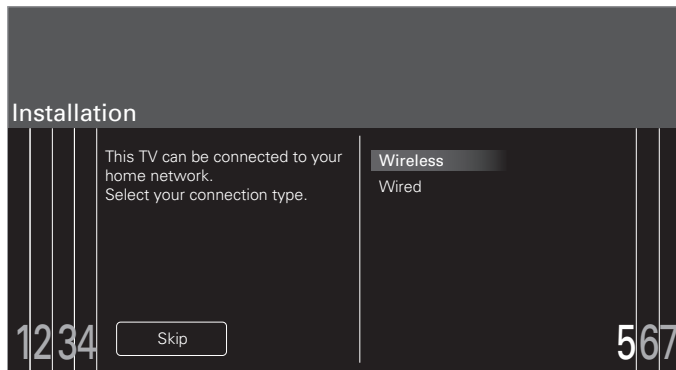 Installation
This TV can be connected to your
home network.
Select your connection type.
Wireless
Wired
Skip
1234
567